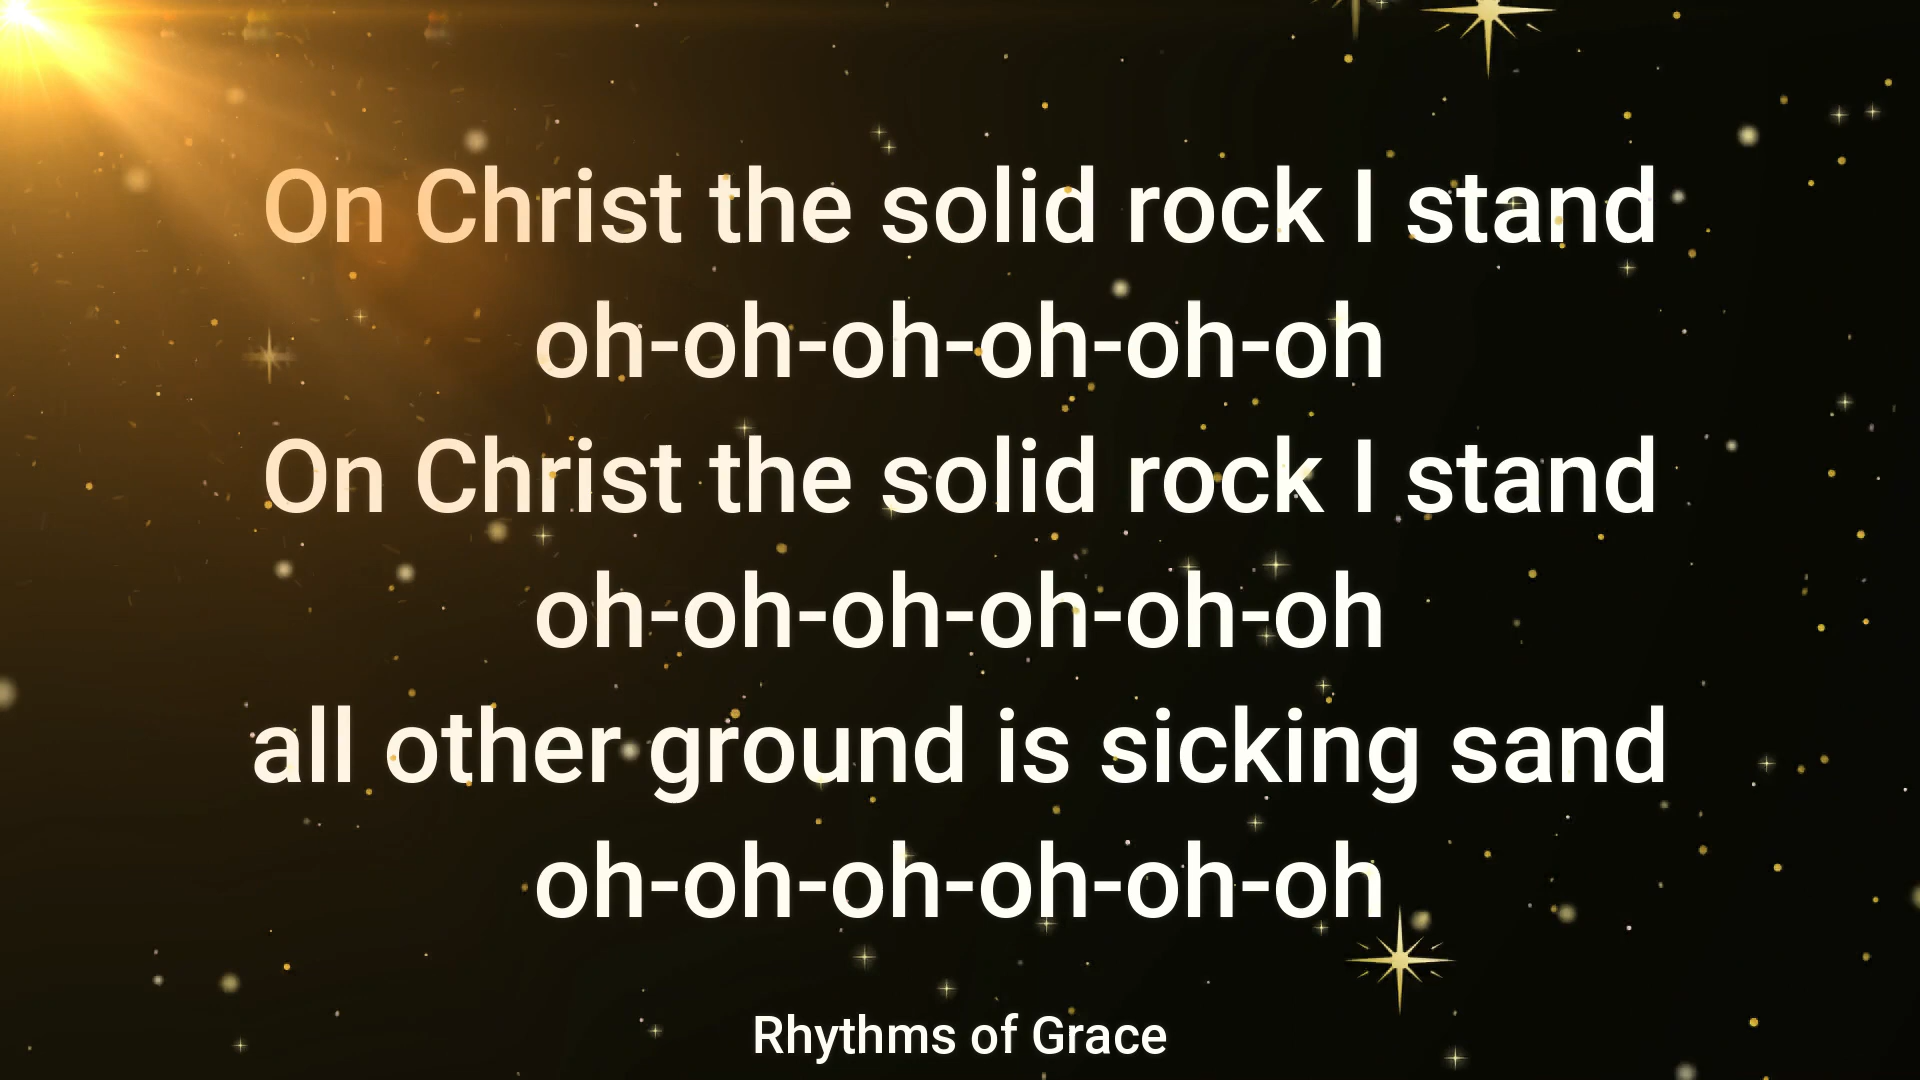 On Christ the solid rock I stand
oh-oh-oh-oh-oh-oh
On Christ the solid rock I stand
oh-oh-oh-oh-oh-oh
all other ground is sicking sand
oh-oh-oh-oh-oh-oh
Rhythms of Grace